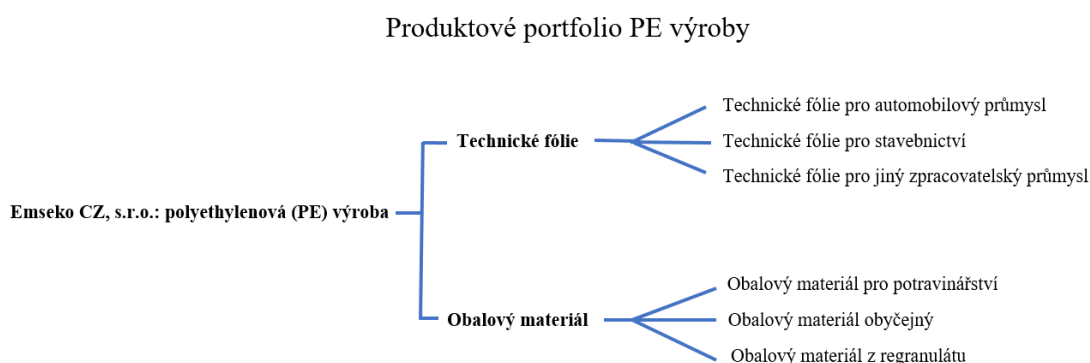 Produktové portfolio PE výroby
Technické fólie pro automobilový průmysl
Technické fólie
Technické fólie pro stavebnictví
Technické fólie pro jiný zpracovatelský průmysl
Emseko CZ, s.r.o.: polyethylenová (PE) výroba
Obalový materiál pro potravinářství
Obalový materiál
Obalový materiál obyčejný
Obalový materiál z regranulátu